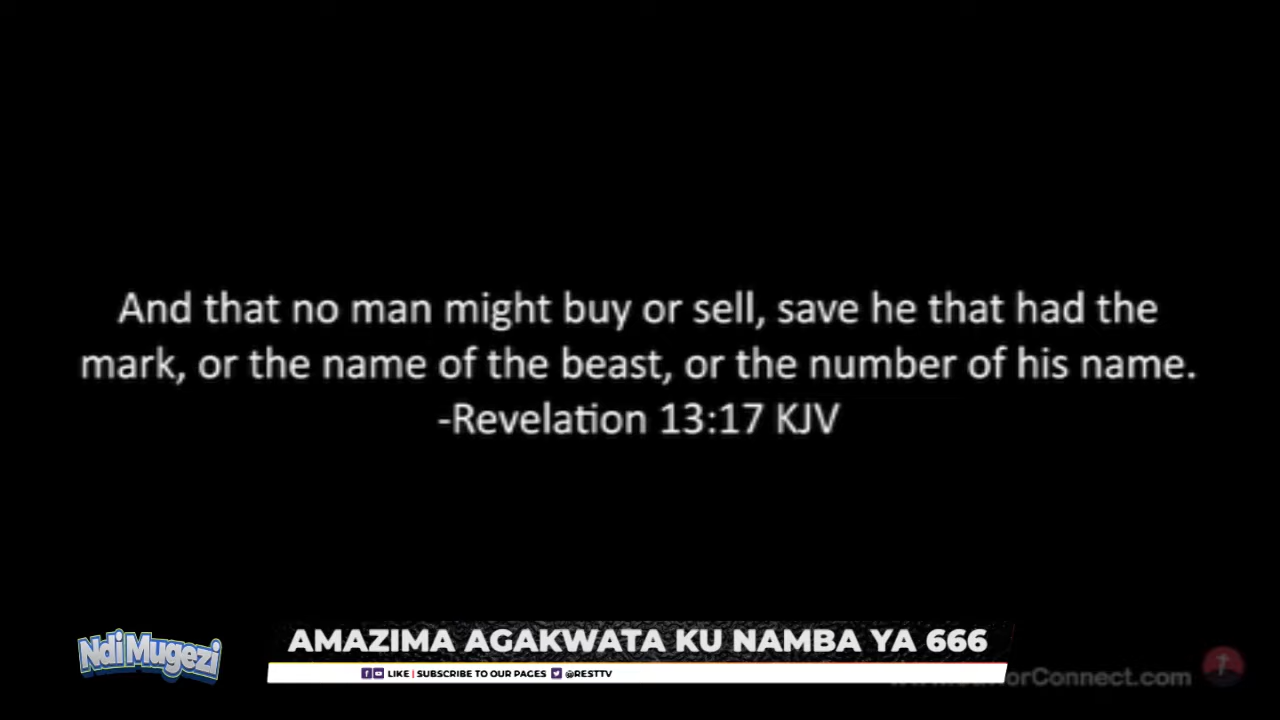 And that no man might buy or sell, save he that had the
mark, or the name of the beast, or the number of his name.
-Revelation 13:17 KJV
Ndi Mugezi
AMAZIMA AGAKWATA KU NAMBA YA 666
LIKE | SUBSCRIBE TO OUR PAGES @RESTTV